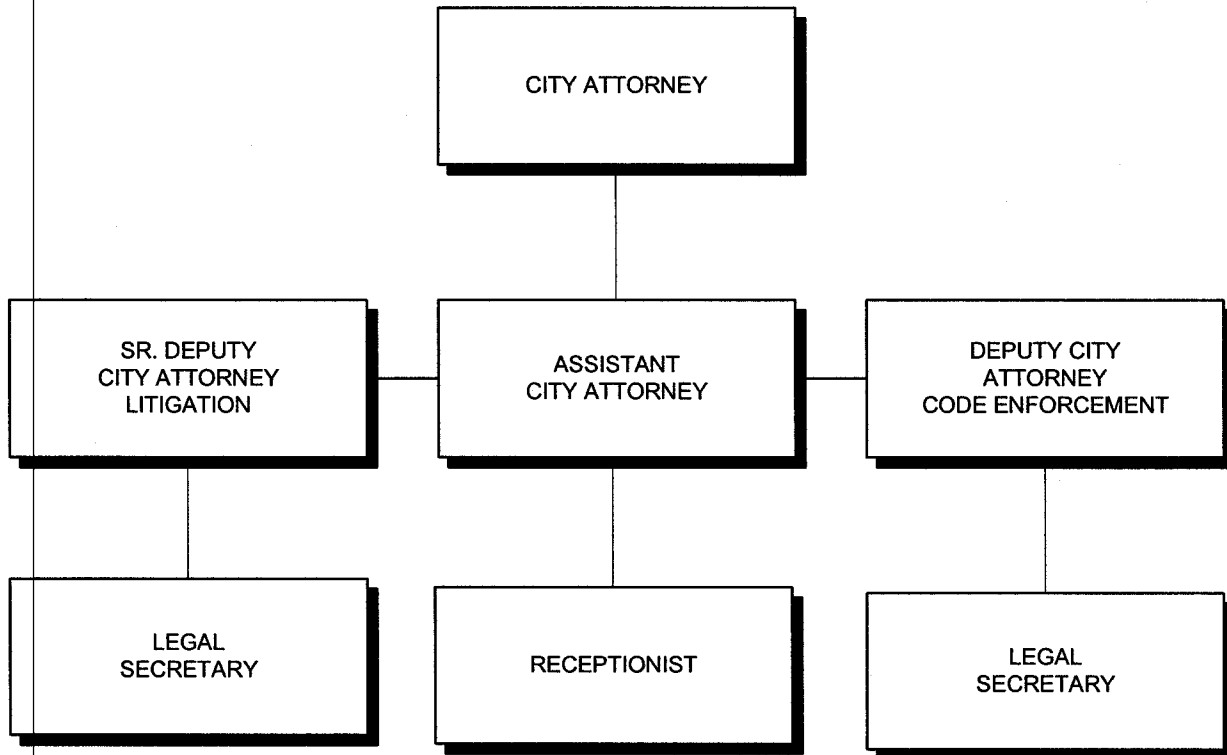 CITY ATTORNEY
SR. DEPUTY
CITY ATTORNEY
LITIGATION
ASSISTANT
CITY ATTORNEY
DEPUTY CITY
ATTORNEY
CODE ENFORCEMENT
LEGAL
SECRETARY
RECEPTIONIST
LEGAL
SECRETARY